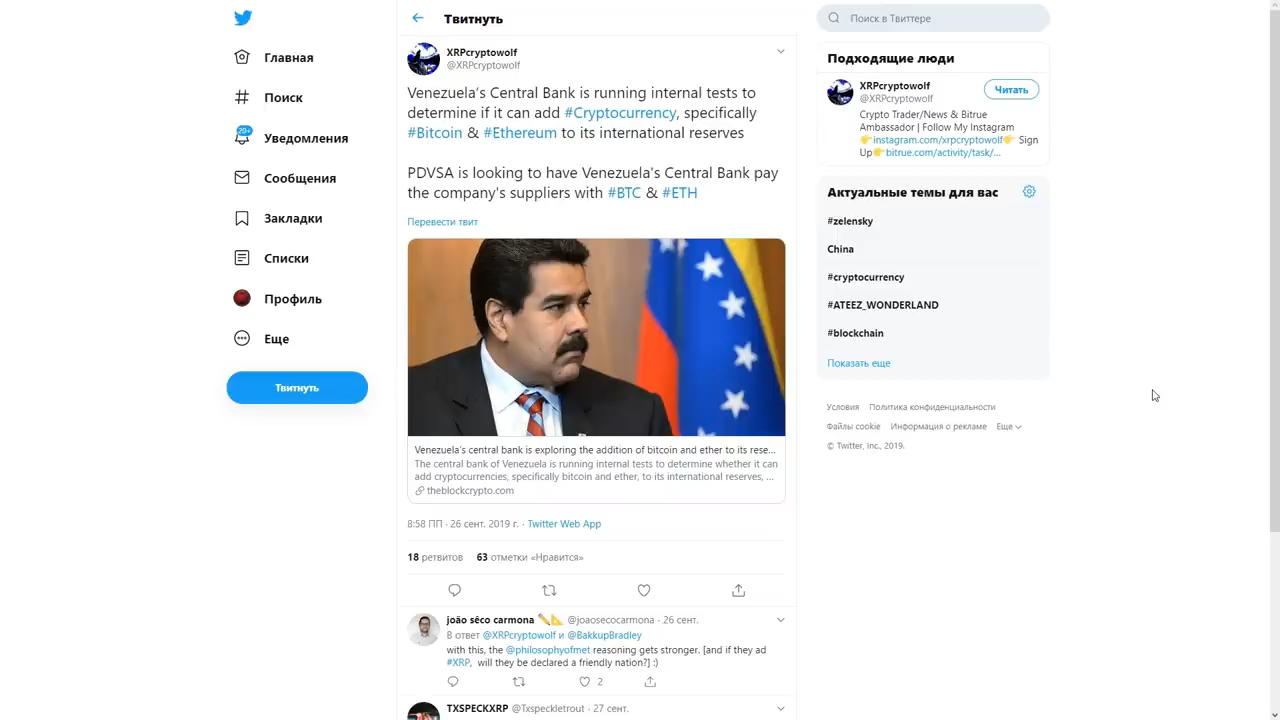 Твитнуть
Поиск в Твиттере
Главная
Поиск
20+
Уведомления
Сообщения
Закладки
Списки
Профиль
Еще
Твитнуть
XRPcryptowolf
@XRPcryptowolf
Venezuela's Central Bank is running internal tests to
determine if it can add #Cryptocurrency, specifically
#Bitcoin & #Ethereum to its international reserves
PDVSA is looking to have Venezuela's Central Bank pay
the company's suppliers with #BTC & #ETH
Перевести твит
Venezuela's central bank is exploring the addition of bitcoin and ether to its rese...
The central bank of Venezuela is running internal tests to determine whether it can
add cryptocurrencies, specifically bitcoin and ether, to its international reserves, ...
theblockcrypto.com
8:58 ПП · 26 сент. 2019 г. · Twitter Web App
18 ретвитов 63 отметки «Нравится»
joão sêco carmona ✏️📐 @joaosecocarmona · 26 сент.
В ответ @XRPcryptowolf и @BakkupBradley
with this, the @philosophyofmet reasoning gets stronger. [and if they ad
#XRP, will they be declared a friendly nation?] :)
2
TXSPECKXRP @Txspeckletrout · 27 сент.
Подходящие люди
XRPcryptowolf
@XRPcryptowolf
Читать
Crypto Trader/News & Bitrue
Ambassador | Follow My Instagram
👉instagram.com/xrpcryptowolf👉 Sign
Up👉bitrue.com/activity/task/...
Актуальные темы для вас
#zelensky
China
#cryptocurrency
#ATEEZ_WONDERLAND
#blockchain
Показать еще
Условия Политика конфиденциальности
Файлы cookie Информация о рекламе Еще
© Twitter, Inc., 2019.